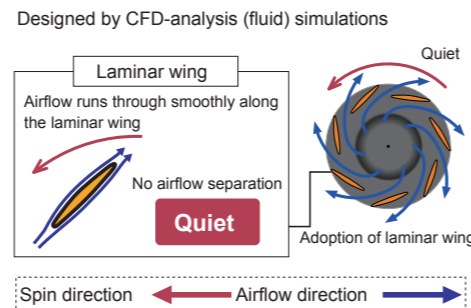 Designed by CFD-analysis (fluid) simulations
Laminar wing
Airflow runs through smoothly along
the laminar wing
No airflow separation
Quiet
Quiet
Adoption of laminar wing
Spin direction
Airflow direction